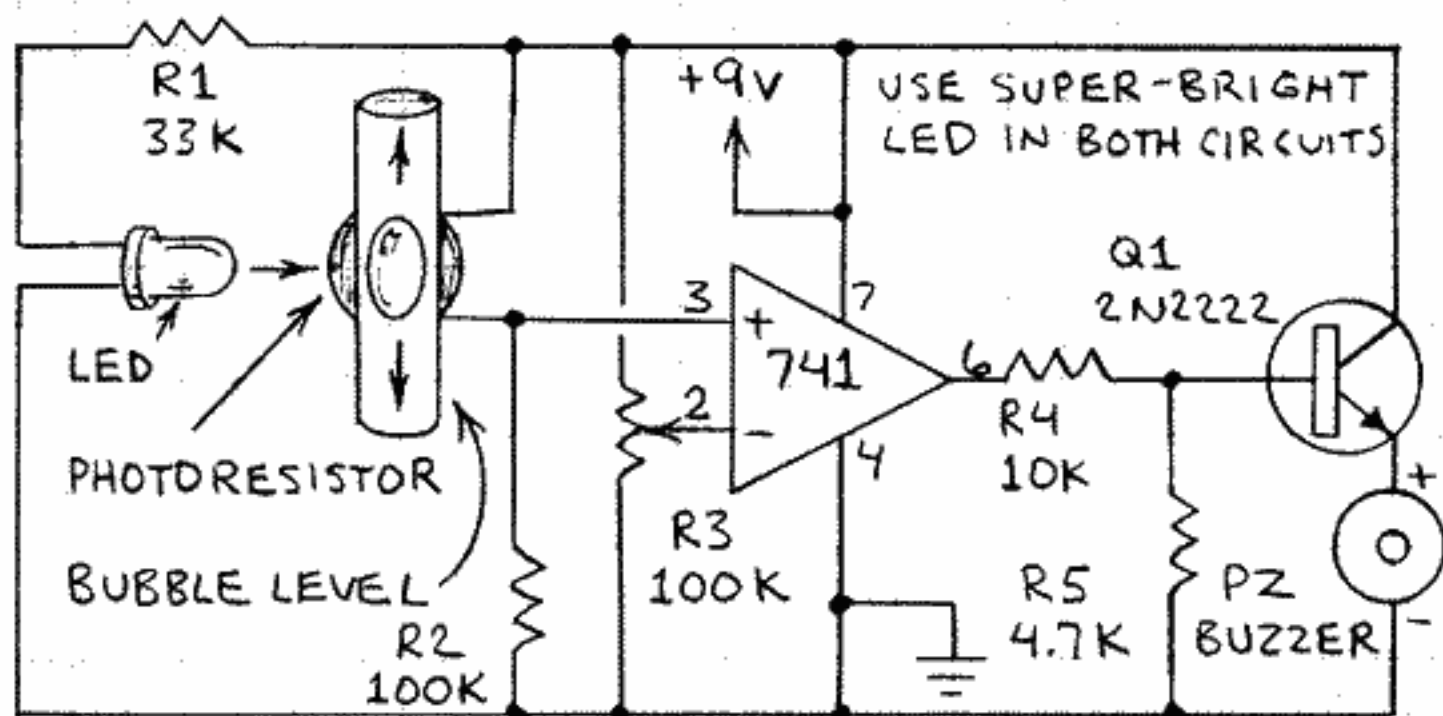 R1
33K
+9V
USE SUPER-BRIGHT
LED IN BOTH CIRCUITS
LED
PHOTORESISTOR
BUBBLE LEVEL
R2
100K
3
+
741
7
2
-
4
6
R3
100K
R4
10K
Q1
2N2222
R5
4.7K
PZ
BUZZER
+
-